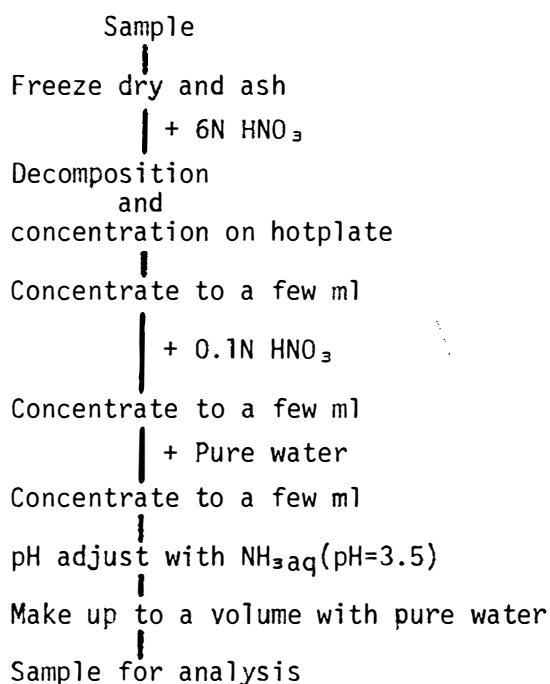 Sample
Freeze dry and ash
+ 6N HNO₃
Decomposition
and
concentration on hotplate
Concentrate to a few ml
+ 0.1N HNO₃
Concentrate to a few ml
+ Pure water
Concentrate to a few ml
pH adjust with NH₃aq(pH=3.5)
Make up to a volume with pure water
Sample for analysis